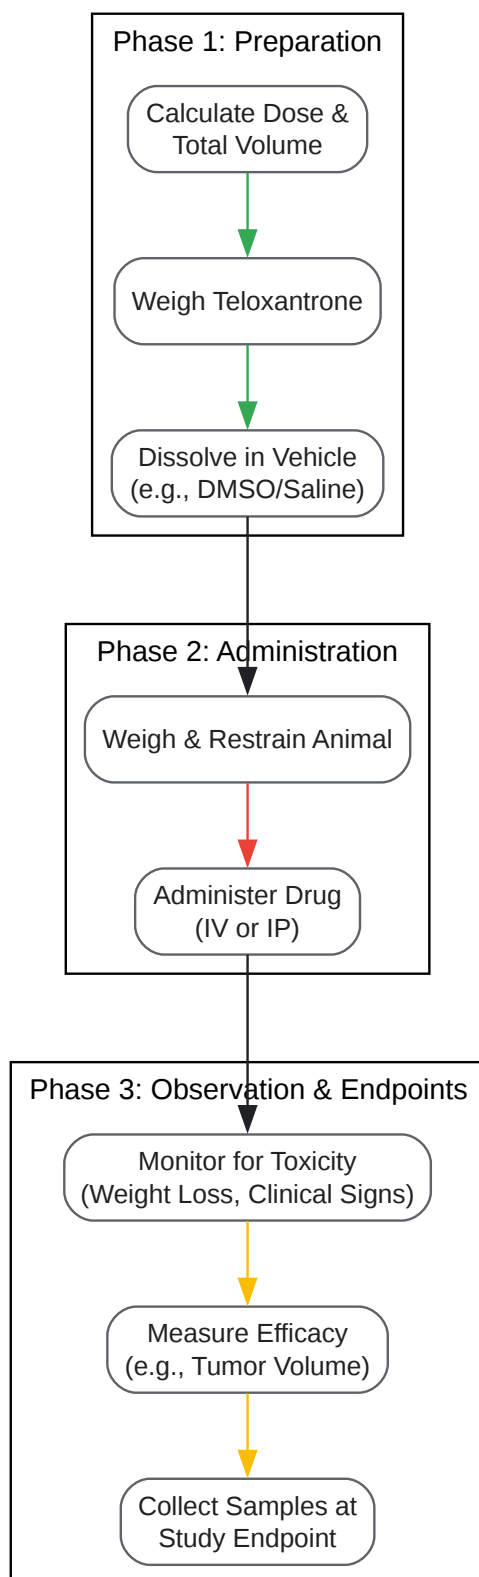 Phase 1: Preparation
Calculate Dose &
Total Volume
Weigh Teloxantrone
Dissolve in Vehicle
(e.g., DMSO/Saline)
Phase 2: Administration
Weigh & Restrain Animal
Administer Drug
(IV or IP)
Phase 3: Observation & Endpoints
Monitor for Toxicity
(Weight Loss, Clinical Signs)
Measure Efficacy
(e.g., Tumor Volume)
Collect Samples at
Study Endpoint